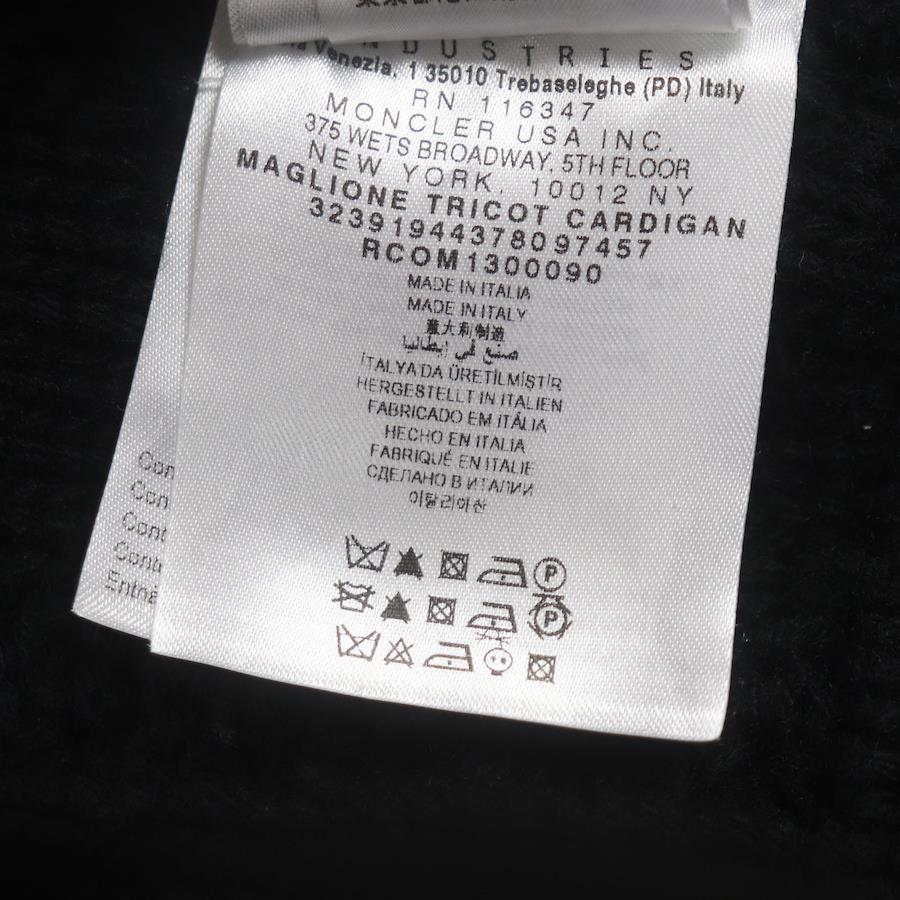 INDUSTRIES
Venezia, 1 35010 Trebaseleghe (PD) Italy
RN 116347
MONCLER USA INC.
375 WETS BROADWAY. 5TH FLOOR
NEW YORK, 10012 NY
MAGLIONE TRICOT CARDIGAN
32391944378097457
RCOM1300090
MADE IN ITALIA
MADE IN ITALY
意大利制造
صنع في إيطاليا
İTALYA'DA ÜRETİLMİŞTİR
HERGESTELLT IN ITALIEN
FABRICADO EM ITÁLIA
HECHO EN ITALIA
FABRIQUÉ EN ITALIE
СДЕЛАНО В ИТАЛИИ
이탈리아산
P
P